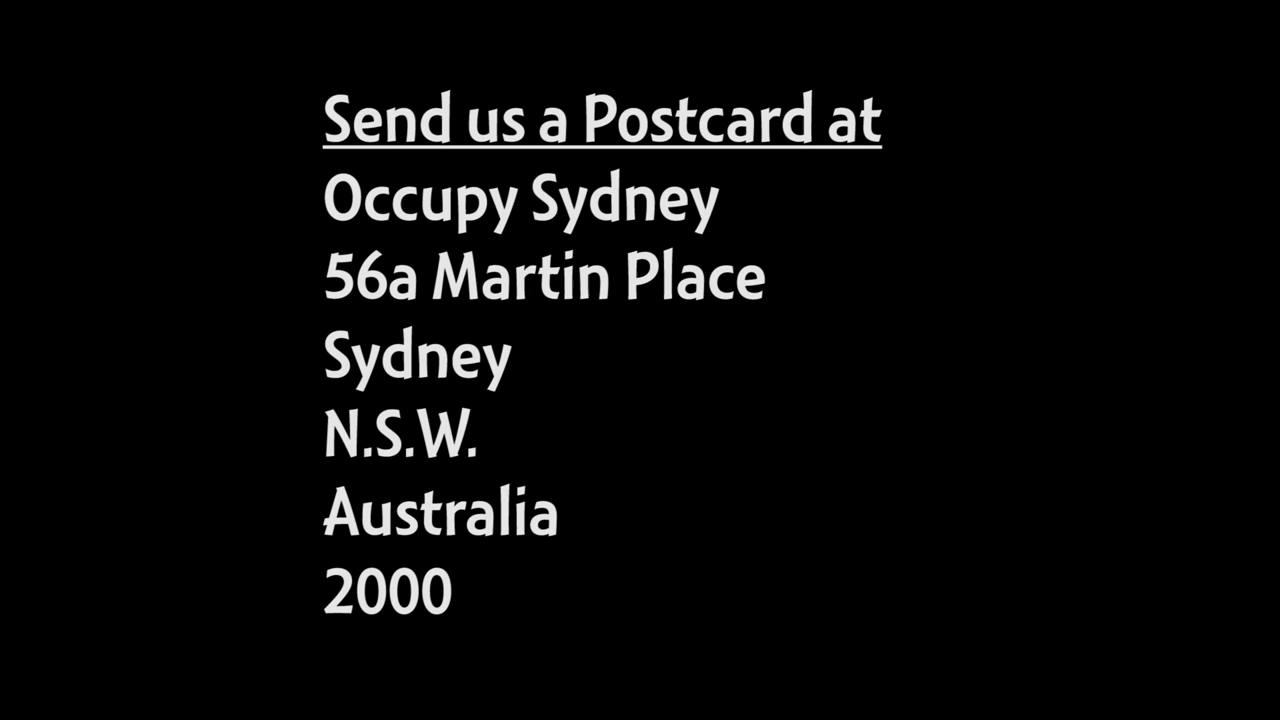 Send us a Postcard at
Occupy Sydney
56a Martin Place
Sydney
N.S.W.
Australia
2000